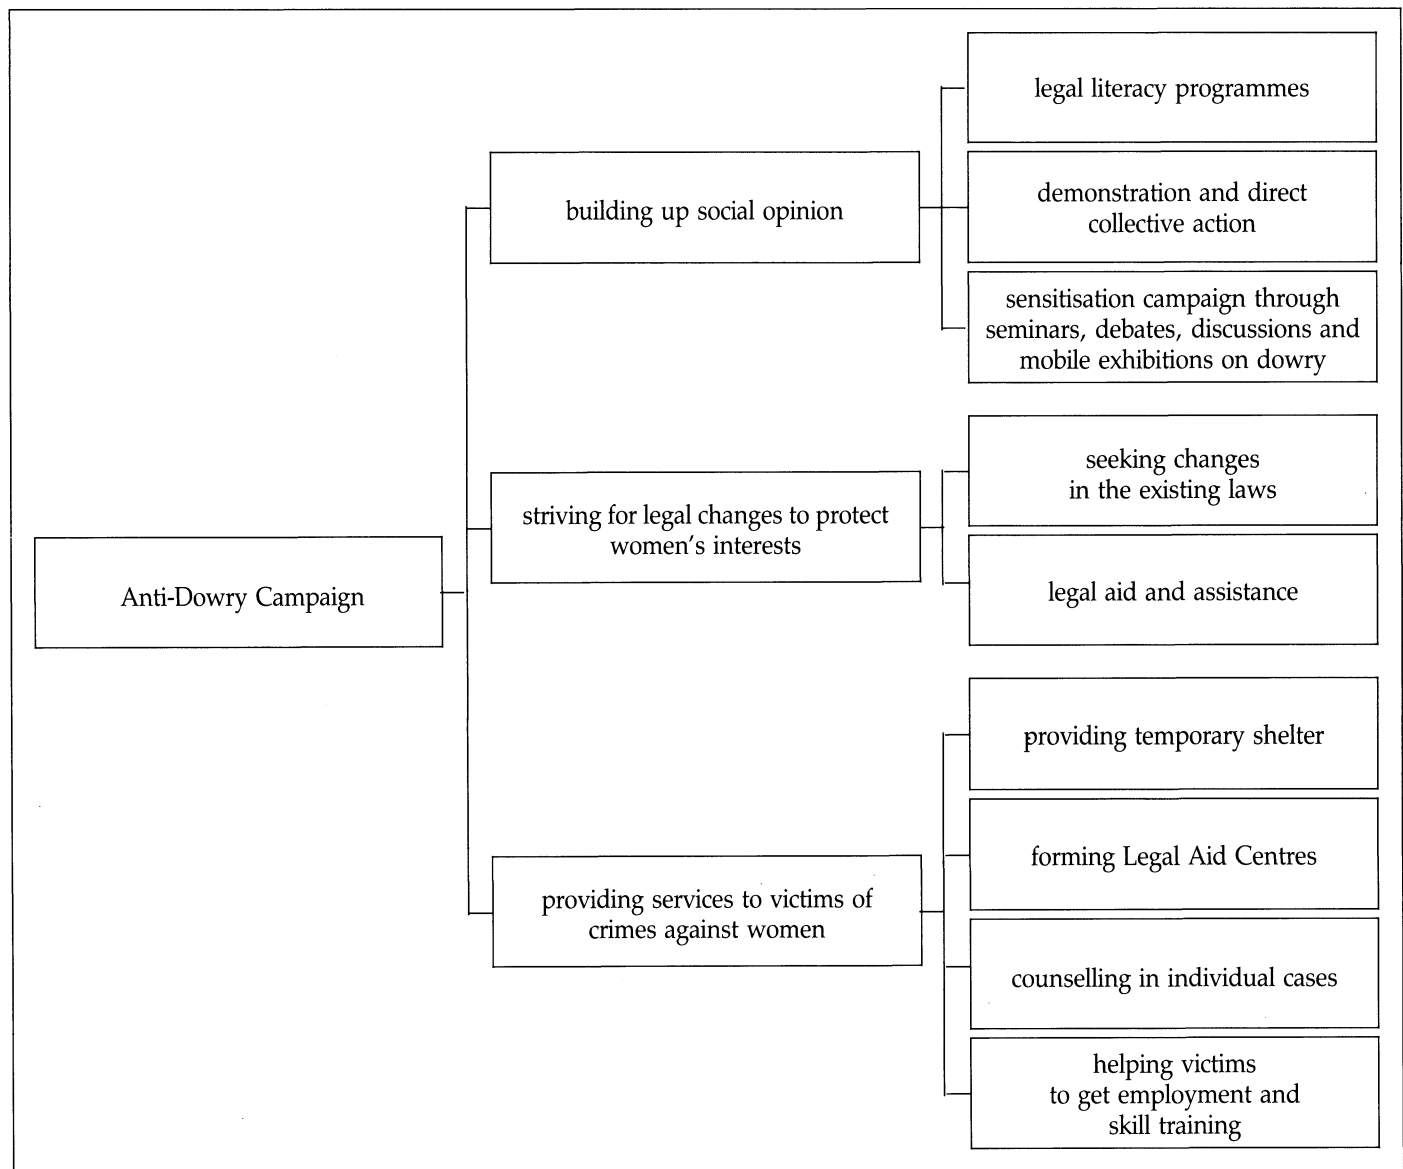 Anti-Dowry Campaign
building up social opinion
legal literacy programmes
demonstration and direct
collective action
sensitisation campaign through
seminars, debates, discussions and
mobile exhibitions on dowry
striving for legal changes to protect
women's interests
seeking changes
in the existing laws
legal aid and assistance
providing services to victims of
crimes against women
providing temporary shelter
forming Legal Aid Centres
counselling in individual cases
helping victims
to get employment and
skill training